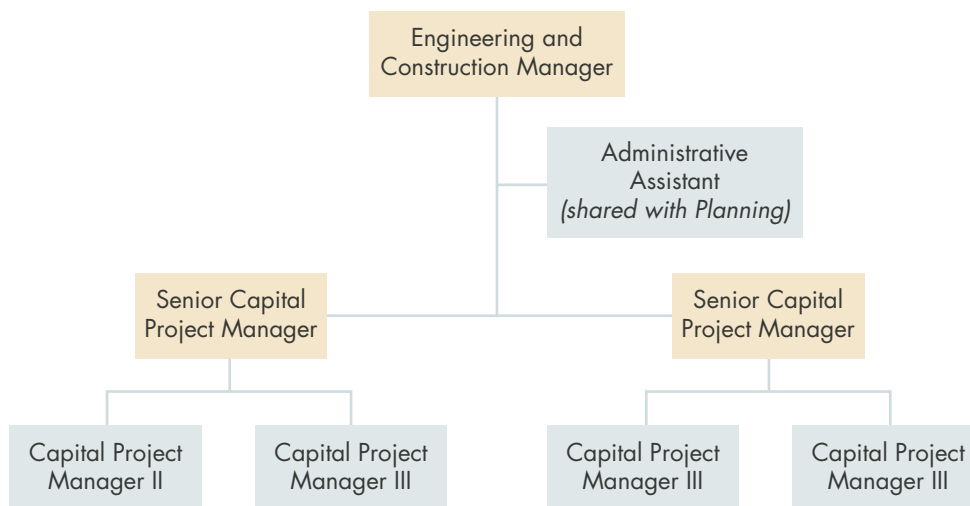 Engineering and
Construction Manager
Administrative
Assistant
(shared with Planning)
Senior Capital
Project Manager
Senior Capital
Project Manager
Capital Project
Manager II
Capital Project
Manager III
Capital Project
Manager III
Capital Project
Manager III